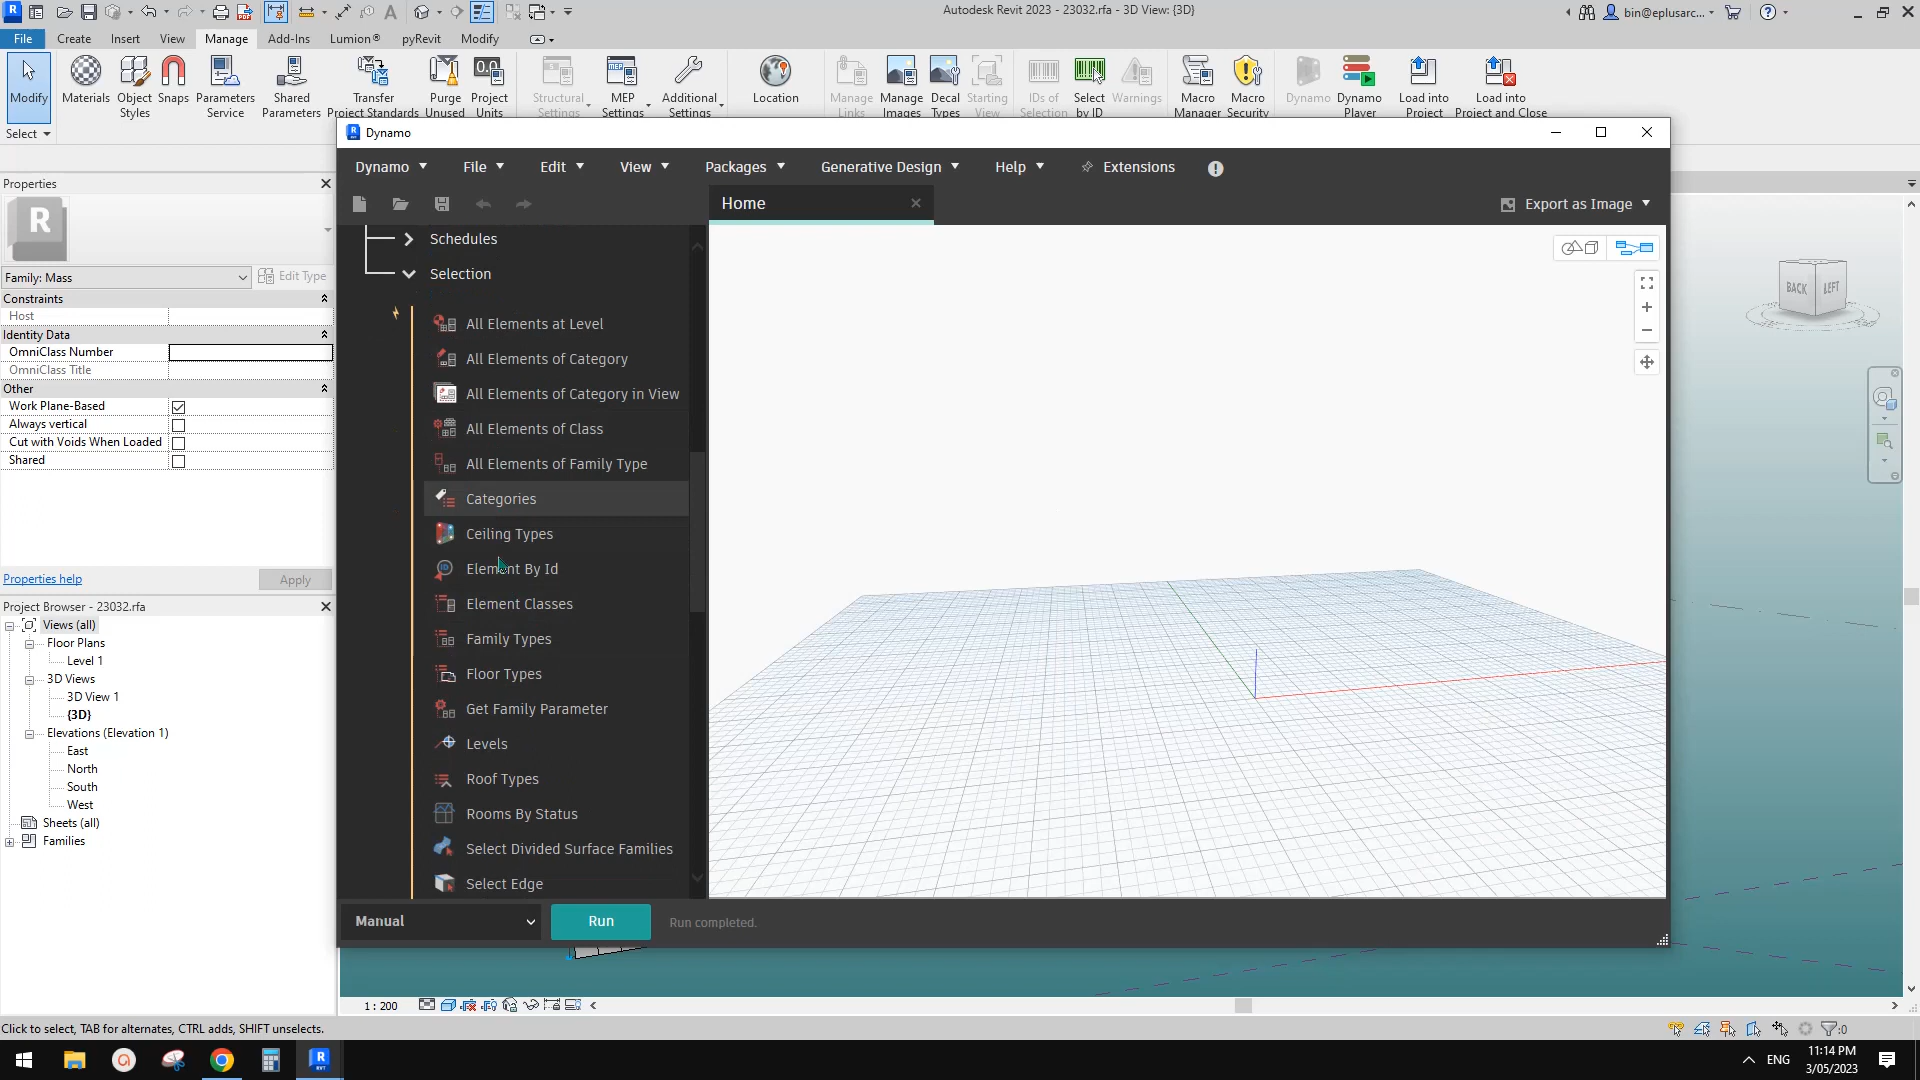 Autodesk Revit 2023 - 23032.rfa - 3D View: {3D}
bin@eplusarc...
File Create Insert View Manage Add-Ins Lumion® pyRevit Modify
Modify
Materials
Object Styles
Snaps
Parameters Service
Shared Parameters
Transfer Project Standards
Purge Unused
Project Units
Structural Settings
MEP Settings
Additional Settings
Location
Manage Links
Manage Images
Decal Types
Starting View
IDs of Selection
Select by ID
Warnings
Macro Manager
Macro Security
Dynamo
Dynamo Player
Load into Project
Load into Project and Close
Select
Properties
R
Family: Mass
Edit Type
Constraints
Host
Identity Data
OmniClass Number
OmniClass Title
Other
Work Plane-Based
Always vertical
Cut with Voids When Loaded
Shared
Properties help
Apply
Project Browser - 23032.rfa
Views (all)
Floor Plans
Level 1
3D Views
3D View 1
{3D}
Elevations (Elevation 1)
East
North
South
West
Sheets (all)
Families
Dynamo
Dynamo File Edit View Packages Generative Design Help Extensions
Home
Export as Image
Schedules
Selection
All Elements at Level
All Elements of Category
All Elements of Category in View
All Elements of Class
All Elements of Family Type
Categories
Ceiling Types
Element By Id
Element Classes
Family Types
Floor Types
Get Family Parameter
Levels
Roof Types
Rooms By Status
Select Divided Surface Families
Select Edge
Manual
Run
Run completed.
BACK LEFT
1 : 200
Click to select, TAB for alternates, CTRL adds, SHIFT unselects.
:0
ENG
11:14 PM
3/05/2023